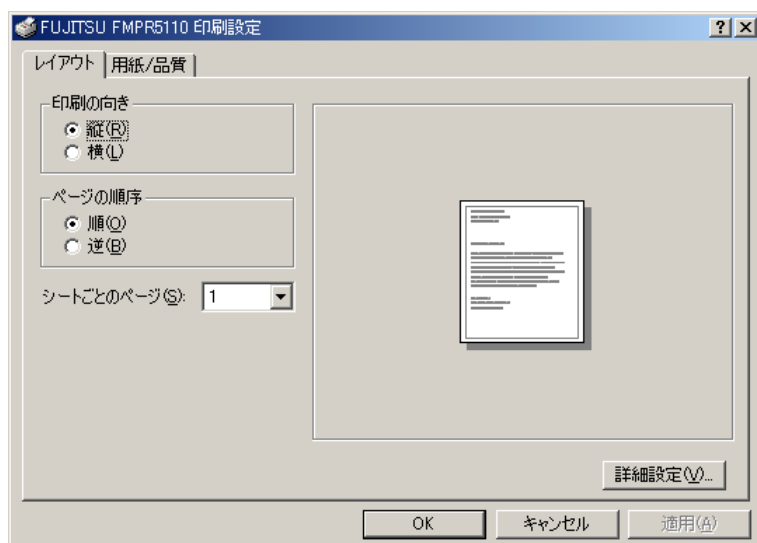 FUJITSU FMPR5110 印刷設定
レイアウト
用紙/品質
印刷の向き
縦(R)
横(L)
ページの順序
順(O)
逆(B)
シートごとのページ(S): 1
詳細設定(V)...
OK
キャンセル
適用(A)